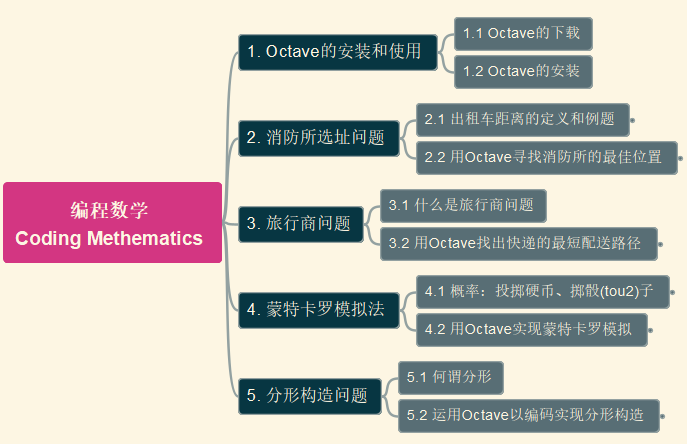 编程数学
Coding Methematics
1. Octave的安装和使用
1.1 Octave的下载
1.2 Octave的安装
2. 消防所选址问题
2.1 出租车距离的定义和例题
2.2 用Octave寻找消防所的最佳位置
3. 旅行商问题
3.1 什么是旅行商问题
3.2 用Octave找出快递的最短配送路径
4. 蒙特卡罗模拟法
4.1 概率：投掷硬币、掷骰(tou2)子
4.2 用Octave实现蒙特卡罗模拟
5. 分形构造问题
5.1 何谓分形
5.2 运用Octave以编码实现分形构造